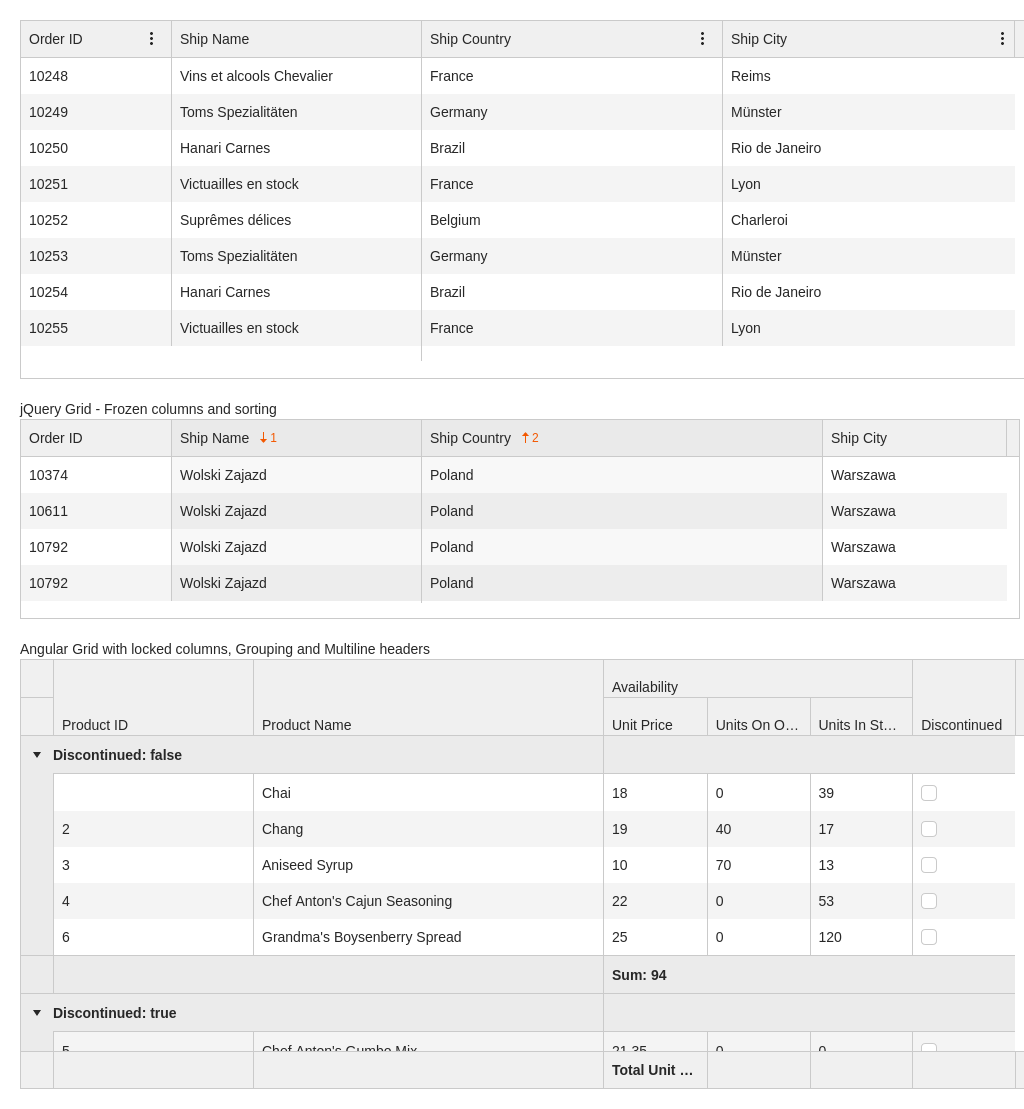 Order ID Ship Name Ship Country Ship City
10248 Vins et alcools Chevalier France Reims
10249 Toms Spezialitäten Germany Münster
10250 Hanari Carnes Brazil Rio de Janeiro
10251 Victuailles en stock France Lyon
10252 Suprêmes délices Belgium Charleroi
10253 Toms Spezialitäten Germany Münster
10254 Hanari Carnes Brazil Rio de Janeiro
10255 Victuailles en stock France Lyon
jQuery Grid - Frozen columns and sorting
Order ID Ship Name ↓1 Ship Country ↑2 Ship City
10374 Wolski Zajazd Poland Warszawa
10611 Wolski Zajazd Poland Warszawa
10792 Wolski Zajazd Poland Warszawa
10792 Wolski Zajazd Poland Warszawa
Angular Grid with locked columns, Grouping and Multiline headers
Availability
Product ID Product Name Unit Price Units On O… Units In St… Discontinued
Discontinued: false
Chai 18 0 39
2 Chang 19 40 17
3 Aniseed Syrup 10 70 13
4 Chef Anton's Cajun Seasoning 22 0 53
6 Grandma's Boysenberry Spread 25 0 120
Sum: 94
Discontinued: true
5 Chef Anton's Gumbo Mix 21.35 0 0
Total Unit …